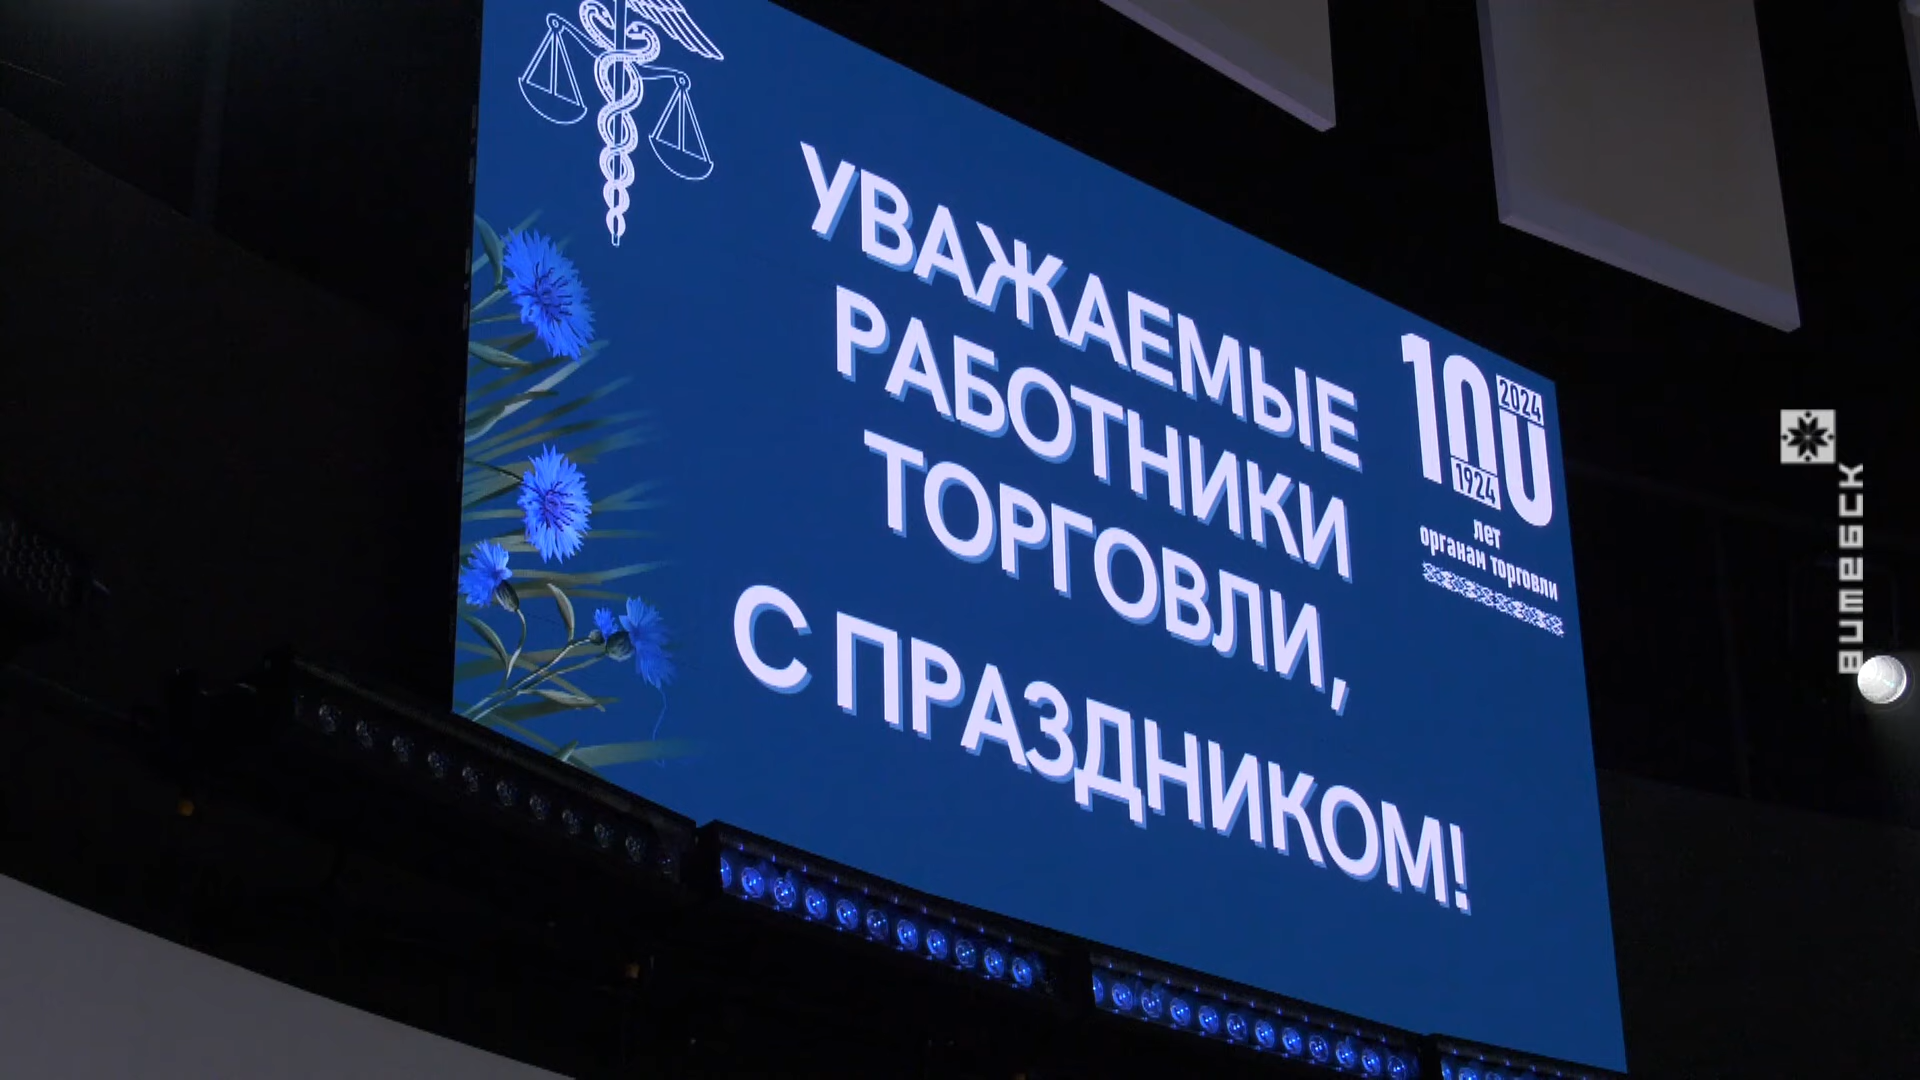 УВАЖАЕМЫЕ
РАБОТНИКИ
ТОРГОВЛИ,
С ПРАЗДНИКОМ!
100
2024
1924
лет
органам торговли
Витебск